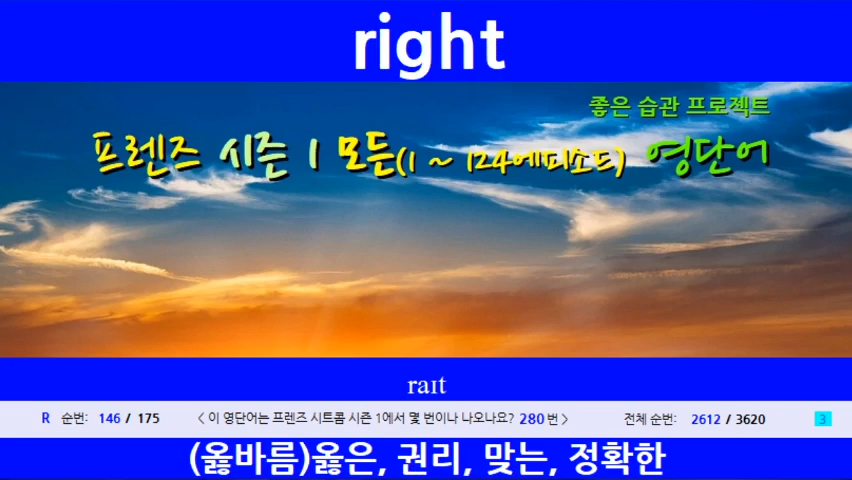 right
좋은 습관 프로젝트
프렌즈 시즌 1 모든(1 ~ 124에피소드) 영단어
raɪt
R 순번: 146 / 175 < 이 영단어는 프렌즈 시트콤 시즌 1에서 몇 번이나 나오나요? 280 번 > 전체 순번: 2612 / 3620 3
(옳바름)옳은, 권리, 맞는, 정확한